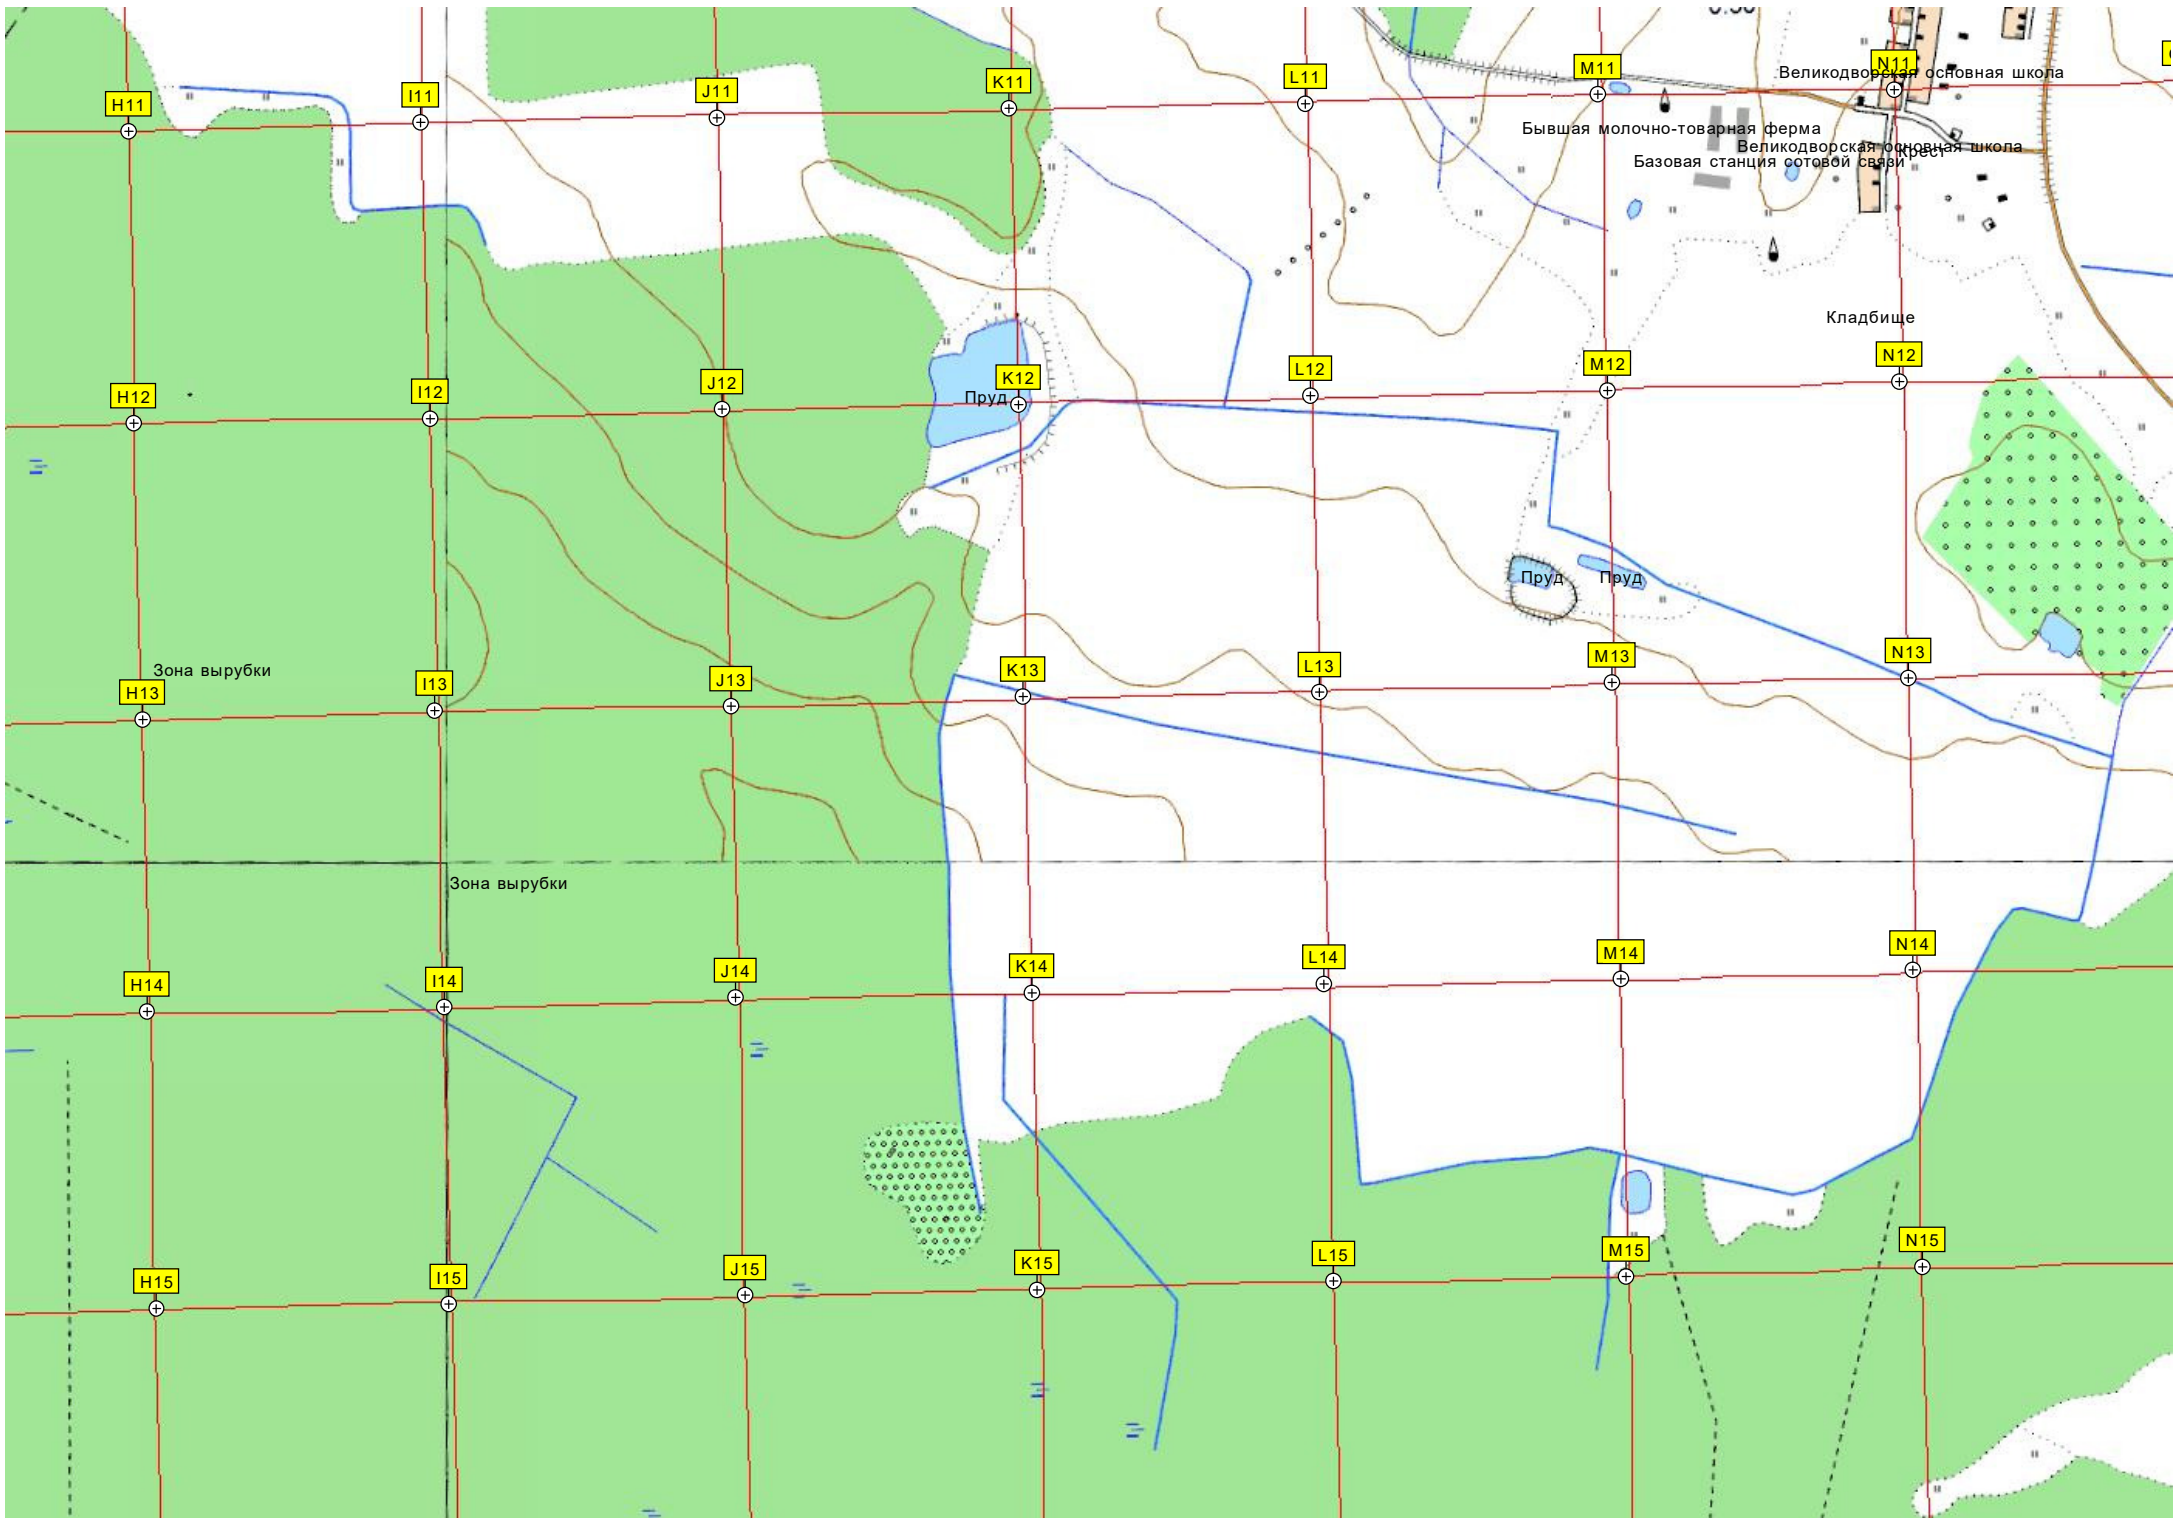 H11
I11
J11
K11
L11
M11
N11
Великодворская основная школа
Бывшая молочно-товарная ферма
Великодворская основная школа
Базовая станция сотовой связи
Крест
Кладбище
H12
I12
J12
K12
L12
M12
N12
Пруд
Пруд
Пруд
Зона вырубки
H13
I13
J13
K13
L13
M13
N13
Зона вырубки
H14
I14
J14
K14
L14
M14
N14
H15
I15
J15
K15
L15
M15
N15